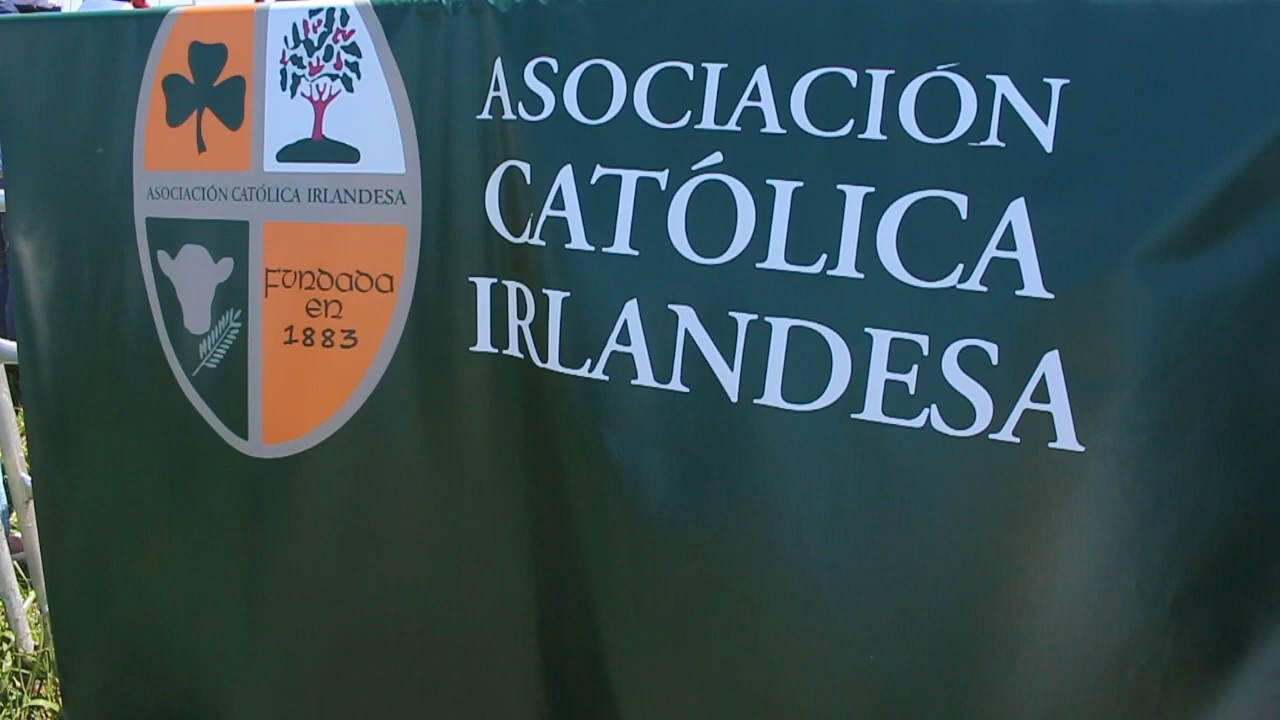 ASOCIACIÓN CATÓLICA IRLANDESA
FUNDADA
EN
1883
ASOCIACIÓN
CATÓLICA
IRLANDESA